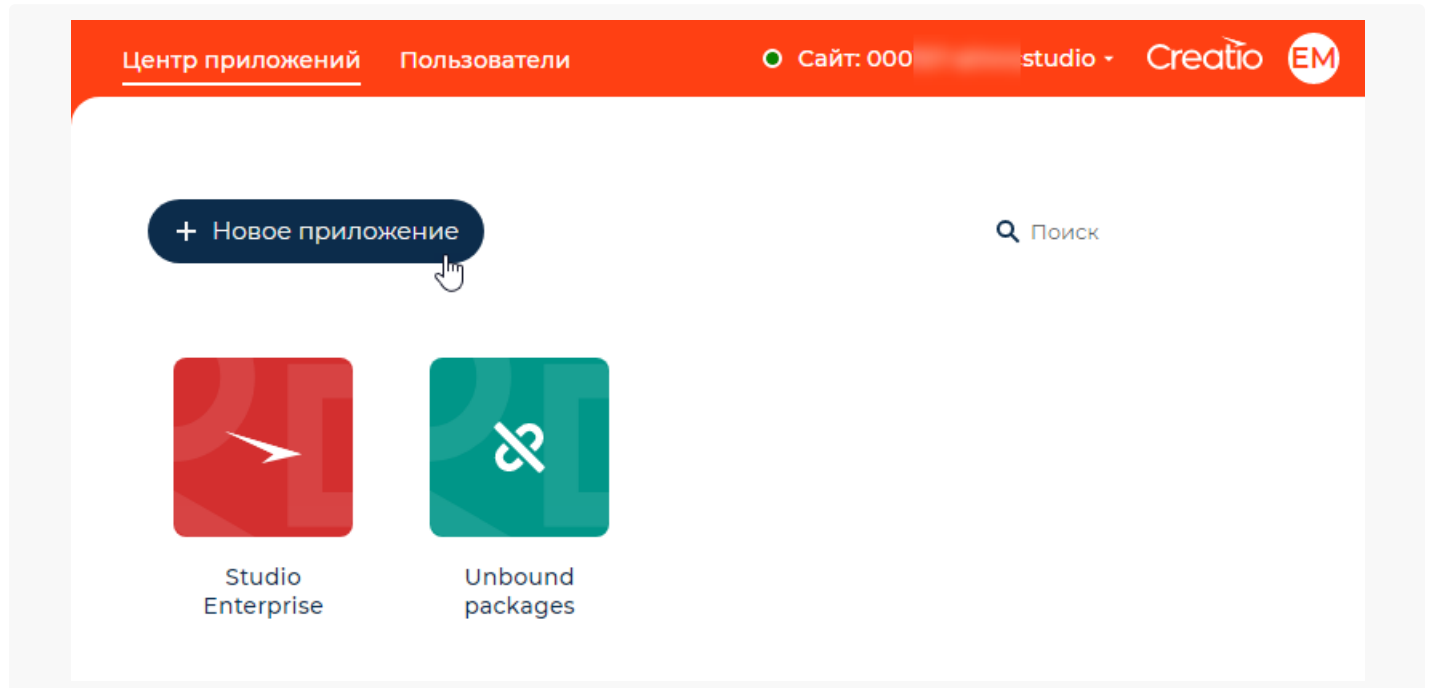 Центр приложений Пользователи Сайт: 000 studio Creatio EM
+ Новое приложение Поиск
Studio Enterprise
Unbound packages